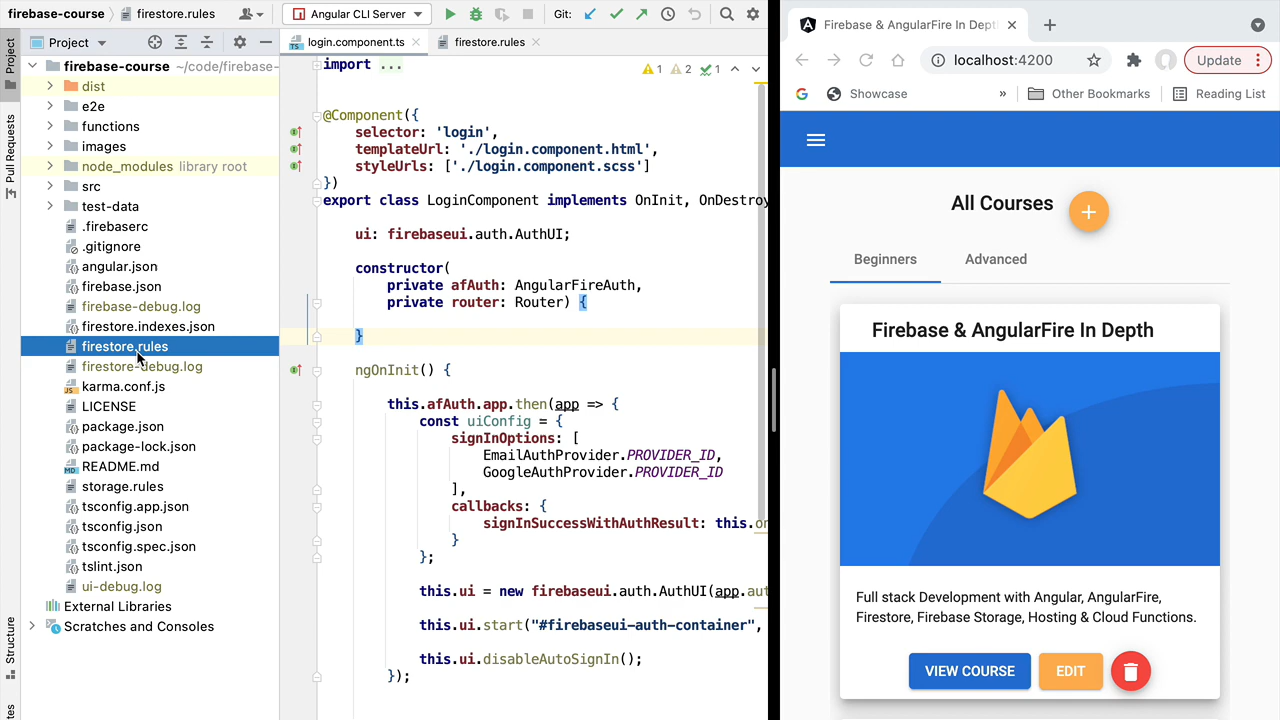 firebase-course
firestore.rules
Angular CLI Server
Git:
Project
login.component.ts
firestore.rules
Project
Pull Requests
Structure
firebase-course ~/code/firebase-
dist
e2e
functions
images
node_modules library root
src
test-data
.firebaserc
.gitignore
angular.json
firebase.json
firebase-debug.log
firestore.indexes.json
firestore.rules
firestore-debug.log
karma.conf.js
LICENSE
package.json
package-lock.json
README.md
storage.rules
tsconfig.app.json
tsconfig.json
tsconfig.spec.json
tslint.json
ui-debug.log
External Libraries
Scratches and Consoles
import ...
1 2 1
@Component({
selector: 'login',
templateUrl: './login.component.html',
styleUrls: ['./login.component.scss']
})
export class LoginComponent implements OnInit, OnDestroy
ui: firebaseui.auth.AuthUI;
constructor(
private afAuth: AngularFireAuth,
private router: Router) {
}
ngOnInit() {
this.afAuth.app.then(app => {
const uiConfig = {
signInOptions: [
EmailAuthProvider.PROVIDER_ID,
GoogleAuthProvider.PROVIDER_ID
],
callbacks: {
signInSuccessWithAuthResult: this.on
}
};
this.ui = new firebaseui.auth.AuthUI(app.au
this.ui.start("#firebaseui-auth-container",
this.ui.disableAutoSignIn();
});
Firebase & AngularFire In Dept
localhost:4200
Update
Showcase
»
Other Bookmarks
Reading List
All Courses
+
Beginners
Advanced
Firebase & AngularFire In Depth
Full stack Development with Angular, AngularFire,
Firestore, Firebase Storage, Hosting & Cloud Functions.
VIEW COURSE
EDIT